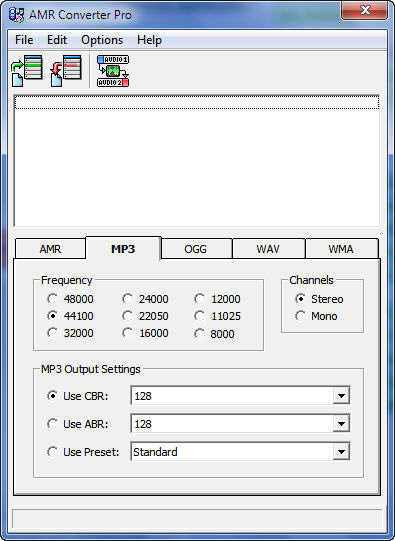 AMR Converter Pro
File Edit Options Help
AUDIO 1
AUDIO 2
AMR MP3 OGG WAV WMA
Frequency Channels
48000 24000 12000 Stereo
44100 22050 11025 Mono
32000 16000 8000
MP3 Output Settings
Use CBR: 128
Use ABR: 128
Use Preset: Standard